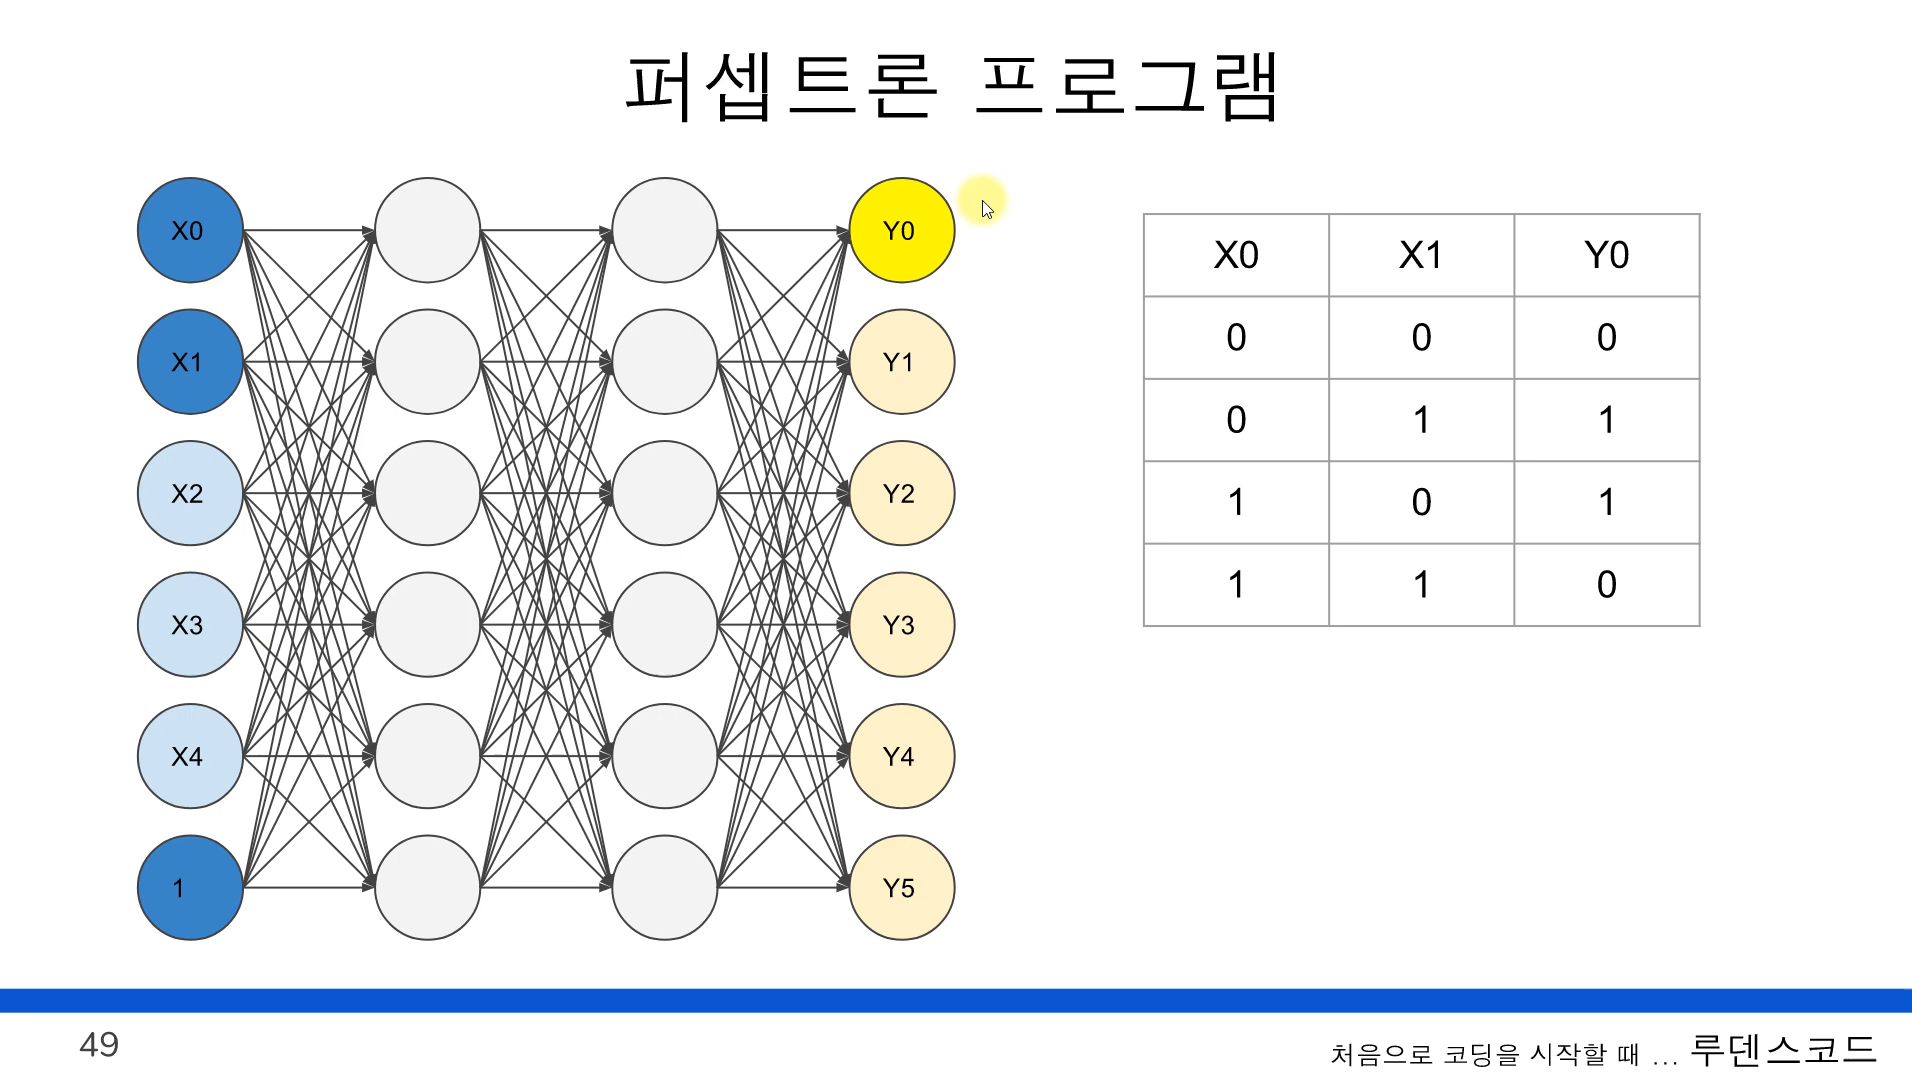 퍼셉트론 프로그램
X0 Y0
X1 Y1
X2 Y2
X3 Y3
X4 Y4
1 Y5
X0 X1 Y0
0 0 0
0 1 1
1 0 1
1 1 0
49
처음으로 코딩을 시작할 때 ... 루덴스코드